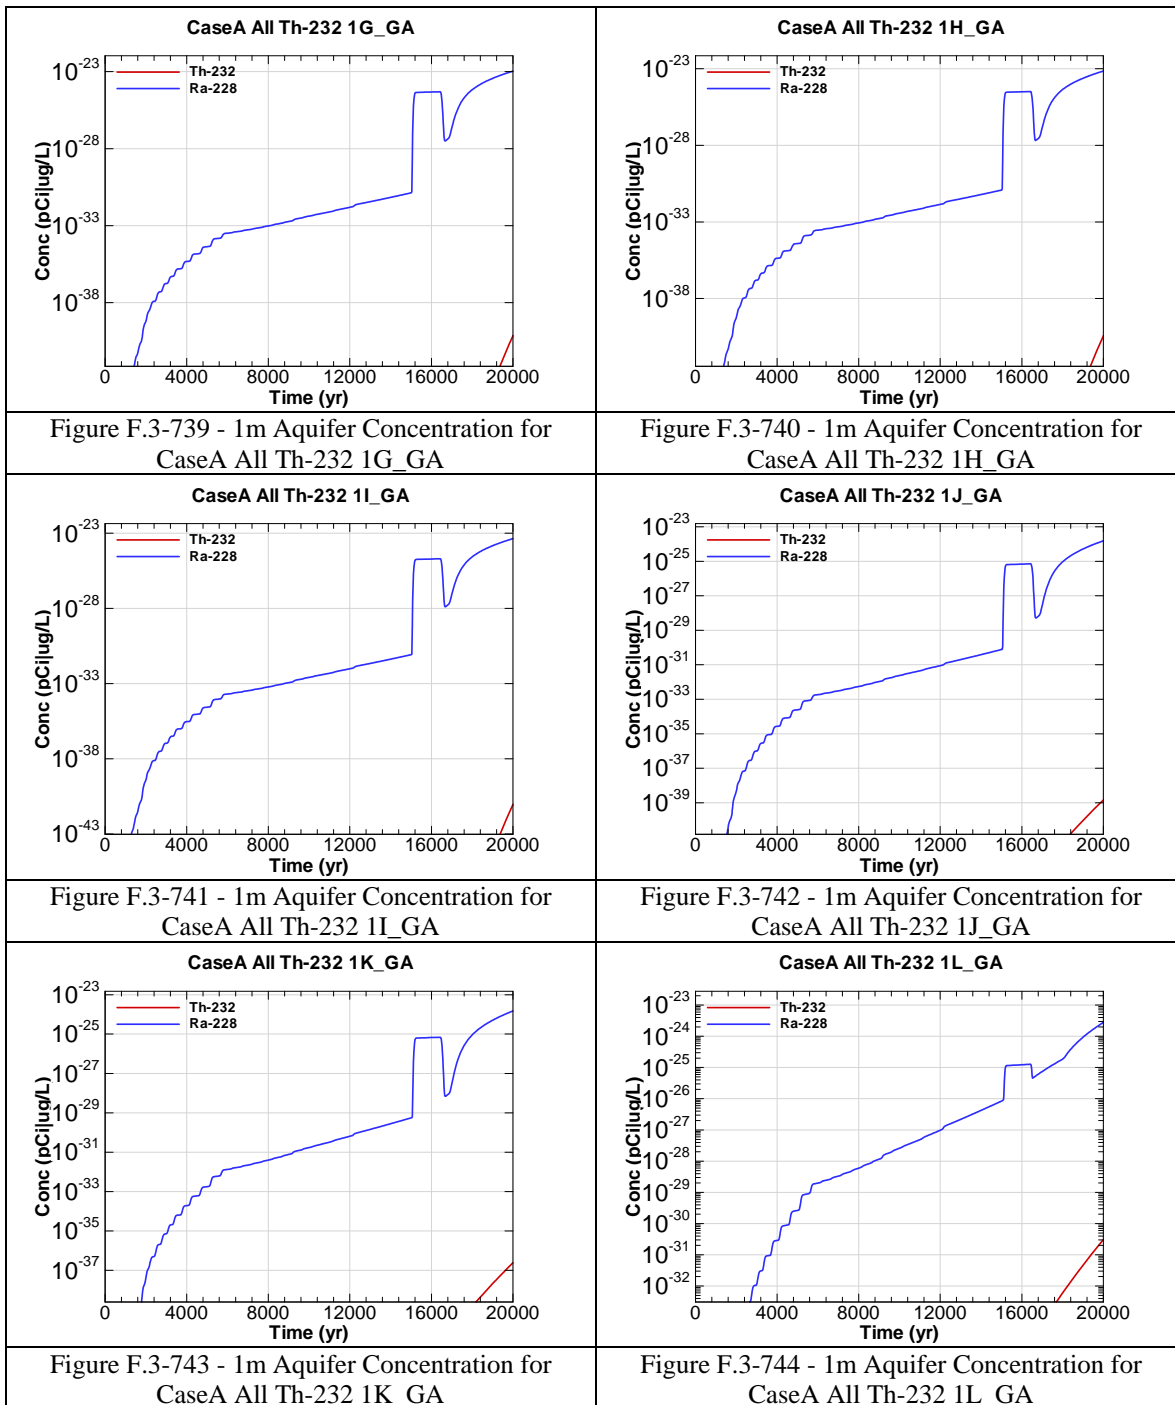 CaseA All Th-232 1G_GA
10-23
10-28
10-33
10-38
Conc (pCi|ug/L)
Th-232
Ra-228
0 4000 8000 12000 16000 20000
Time (yr)
Figure F.3-739 - 1m Aquifer Concentration for
CaseA All Th-232 1G_GA
CaseA All Th-232 1H_GA
10-23
10-28
10-33
10-38
Conc (pCi|ug/L)
Th-232
Ra-228
0 4000 8000 12000 16000 20000
Time (yr)
Figure F.3-740 - 1m Aquifer Concentration for
CaseA All Th-232 1H_GA
CaseA All Th-232 1I_GA
10-23
10-28
10-33
10-38
10-43
Conc (pCi|ug/L)
Th-232
Ra-228
0 4000 8000 12000 16000 20000
Time (yr)
Figure F.3-741 - 1m Aquifer Concentration for
CaseA All Th-232 1I_GA
CaseA All Th-232 1J_GA
10-23
10-25
10-27
10-29
10-31
10-33
10-35
10-37
10-39
Conc (pCi|ug/L)
Th-232
Ra-228
0 4000 8000 12000 16000 20000
Time (yr)
Figure F.3-742 - 1m Aquifer Concentration for
CaseA All Th-232 1J_GA
CaseA All Th-232 1K_GA
10-23
10-25
10-27
10-29
10-31
10-33
10-35
10-37
Conc (pCi|ug/L)
Th-232
Ra-228
0 4000 8000 12000 16000 20000
Time (yr)
Figure F.3-743 - 1m Aquifer Concentration for
CaseA All Th-232 1K_GA
CaseA All Th-232 1L_GA
10-23
10-24
10-25
10-26
10-27
10-28
10-29
10-30
10-31
10-32
Conc (pCi|ug/L)
Th-232
Ra-228
0 4000 8000 12000 16000 20000
Time (yr)
Figure F.3-744 - 1m Aquifer Concentration for
CaseA All Th-232 1L_GA